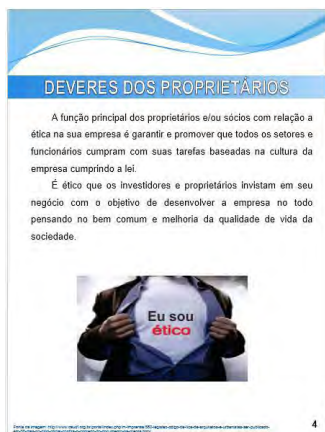 DEVERES DOS PROPRIETÁRIOS
A função principal dos proprietários e/ou sócios com relação a
ética na sua empresa é garantir e promover que todos os setores e
funcionários cumpram com suas tarefas baseadas na cultura da
empresa cumprindo a lei.
É ético que os investidores e proprietários invistam em seu
negócio com o objetivo de desenvolver a empresa no todo
pensando no bem comum e melhoria da qualidade de vida da
sociedade.
Eu sou
ético
4